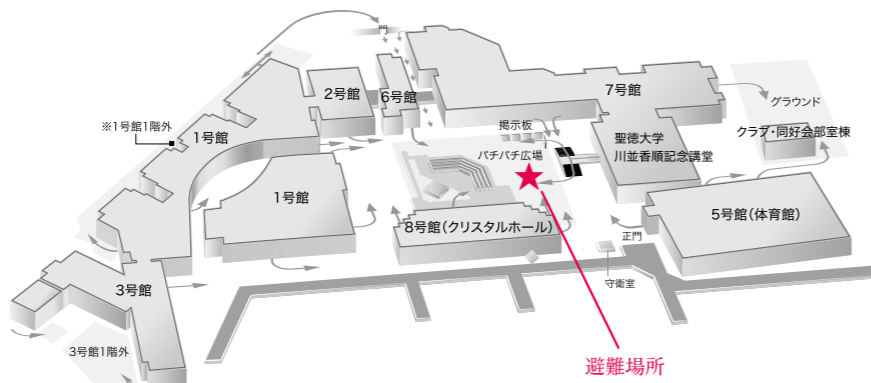 2号館
6号館
7号館
グラウンド
クラブ・同好会部室棟
掲示板
※1号館1階外
1号館
聖徳大学
川並香順記念講堂
パチパチ広場
1号館
8号館(クリスタルホール)
5号館(体育館)
正門
守衛室
3号館
3号館1階外
避難場所